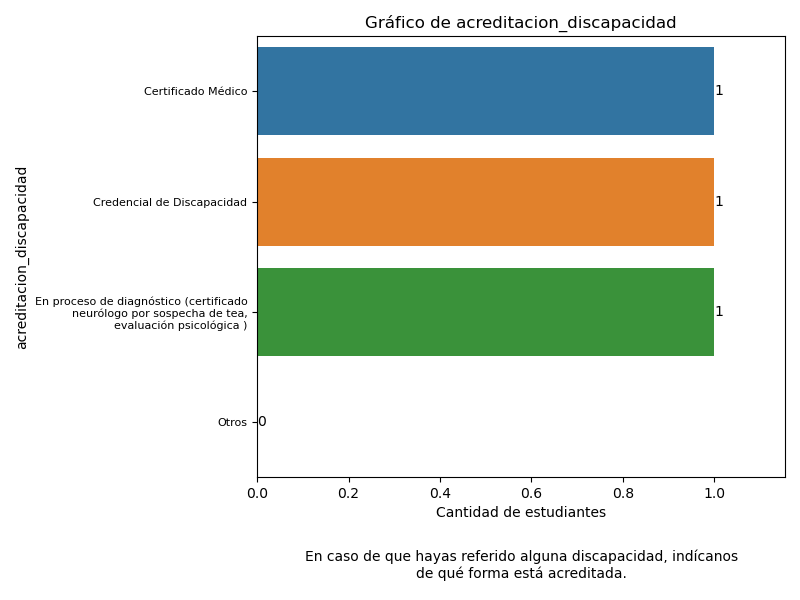 Gráfico de acreditacion_discapacidad
acreditacion_discapacidad
Certificado Médico
1
Credencial de Discapacidad
1
En proceso de diagnóstico (certificado
neurólogo por sospecha de tea,
evaluación psicológica )
1
Otros
0
0.0 0.2 0.4 0.6 0.8 1.0
Cantidad de estudiantes
En caso de que hayas referido alguna discapacidad, indícanos
de qué forma está acreditada.